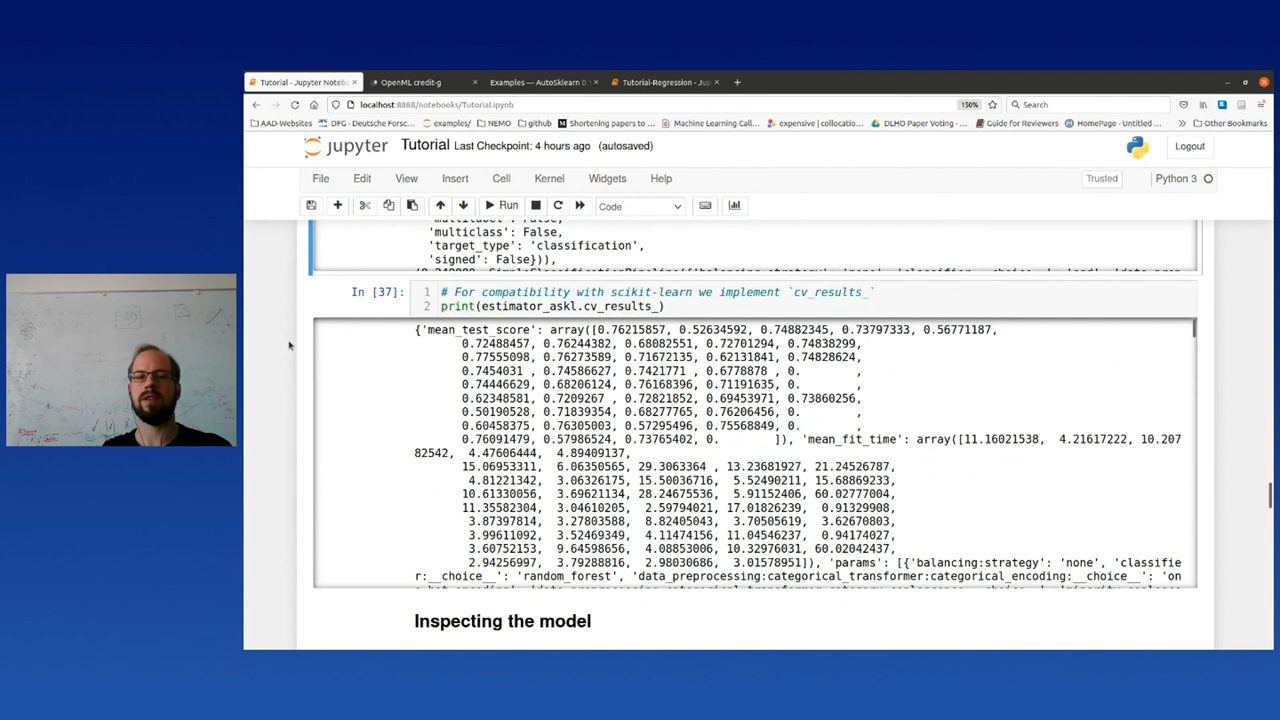 Tutorial - Jupyter Notebo
OpenML credit-g
Examples — AutoSklearn 0.
Tutorial-Regression - Jup
localhost:8888/notebooks/Tutorial.ipynb
150%
Search
AAD-Websites
DFG - Deutsche Forsc…
examples/
NEMO
github
Shortening papers to …
Machine Learning Cal…
expensive | collocatio…
DLHO Paper Voting - …
Guide for Reviewers
HomePage - Unified …
Other Bookmarks
jupyter
Tutorial Last Checkpoint: 4 hours ago (autosaved)
Logout
File Edit View Insert Cell Kernel Widgets Help
Trusted
Python 3
Run
Code
'multilabel': False,
'multiclass': False,
'target_type': 'classification',
'signed': False})),
In [37]:
1 # For compatibility with scikit-learn we implement `cv_results_`
2 print(estimator_askl.cv_results_)
{'mean_test_score': array([0.76215857, 0.52634592, 0.74882345, 0.73797333, 0.56771187,
0.72488457, 0.76244382, 0.68082551, 0.72701294, 0.74838299,
0.77555098, 0.76273589, 0.71672135, 0.62131841, 0.74828624,
0.7454031 , 0.74506627, 0.7421771 , 0.6778878 , 0. ,
0.74446629, 0.68206124, 0.76168396, 0.71191635, 0. ,
0.62348581, 0.7209267 , 0.72821852, 0.69453971, 0.73860256,
0.50190528, 0.71839354, 0.68277765, 0.76206456, 0. ,
0.60458375, 0.76305003, 0.57295496, 0.75568849, 0. ,
0.76091479, 0.57986524, 0.73765402, 0. ]), 'mean_fit_time': array([11.16021538, 4.21617222, 10.207
82542, 4.47606444, 4.89409137,
15.06953311, 6.06350565, 29.3063364 , 13.23681927, 21.24526787,
4.81221342, 3.06326175, 15.50036716, 5.52490211, 15.68869233,
10.61330056, 3.69621134, 28.24675536, 5.91152406, 60.02777004,
11.35582304, 3.04610205, 2.59794021, 17.01826239, 0.91329908,
3.87397814, 3.27803588, 8.82405043, 3.70505619, 3.62670803,
3.99611092, 3.52469349, 4.11474156, 11.04546237, 0.94174027,
3.60752153, 9.64598656, 4.08853006, 10.32976031, 60.02042437,
2.94256997, 3.79288816, 2.98030686, 3.01578951]), 'params': [{'balancing:strategy': 'none', 'classifie
r:__choice__': 'random_forest', 'data_preprocessing:categorical_transformer:categorical_encoding:__choice__': 'on
Inspecting the model